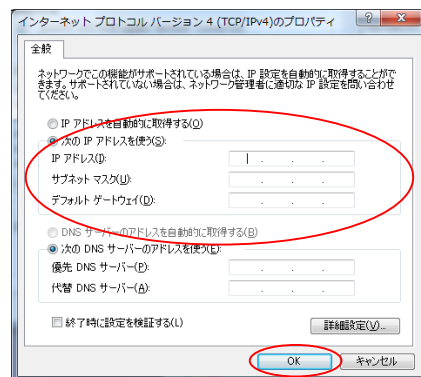 インターネット プロトコル バージョン 4 (TCP/IPv4)のプロパティ
全般
ネットワークでこの機能がサポートされている場合は、IP 設定を自動的に取得することがで
きます。サポートされていない場合は、ネットワーク管理者に適切な IP 設定を問い合わせ
てください。
IP アドレスを自動的に取得する(O)
次の IP アドレスを使う(S):
IP アドレス(I):
サブネット マスク(U):
デフォルト ゲートウェイ(D):
DNS サーバーのアドレスを自動的に取得する(B)
次の DNS サーバーのアドレスを使う(E):
優先 DNS サーバー(P):
代替 DNS サーバー(A):
終了時に設定を検証する(L)
詳細設定(V)...
OK
キャンセル